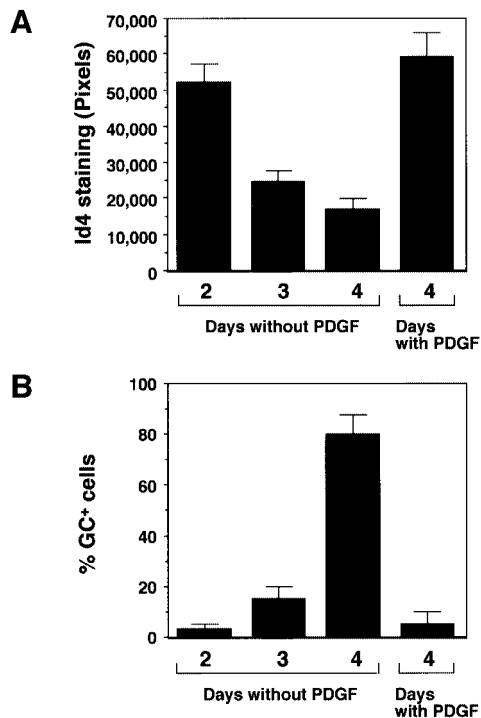 A
Id4 staining (Pixels)
70,000
60,000
50,000
40,000
30,000
20,000
10,000
0
2 3 4 4
Days without PDGF
Days
with PDGF
B
% GC⁺ cells
100
80
60
40
20
0
2 3 4 4
Days without PDGF
Days
with PDGF